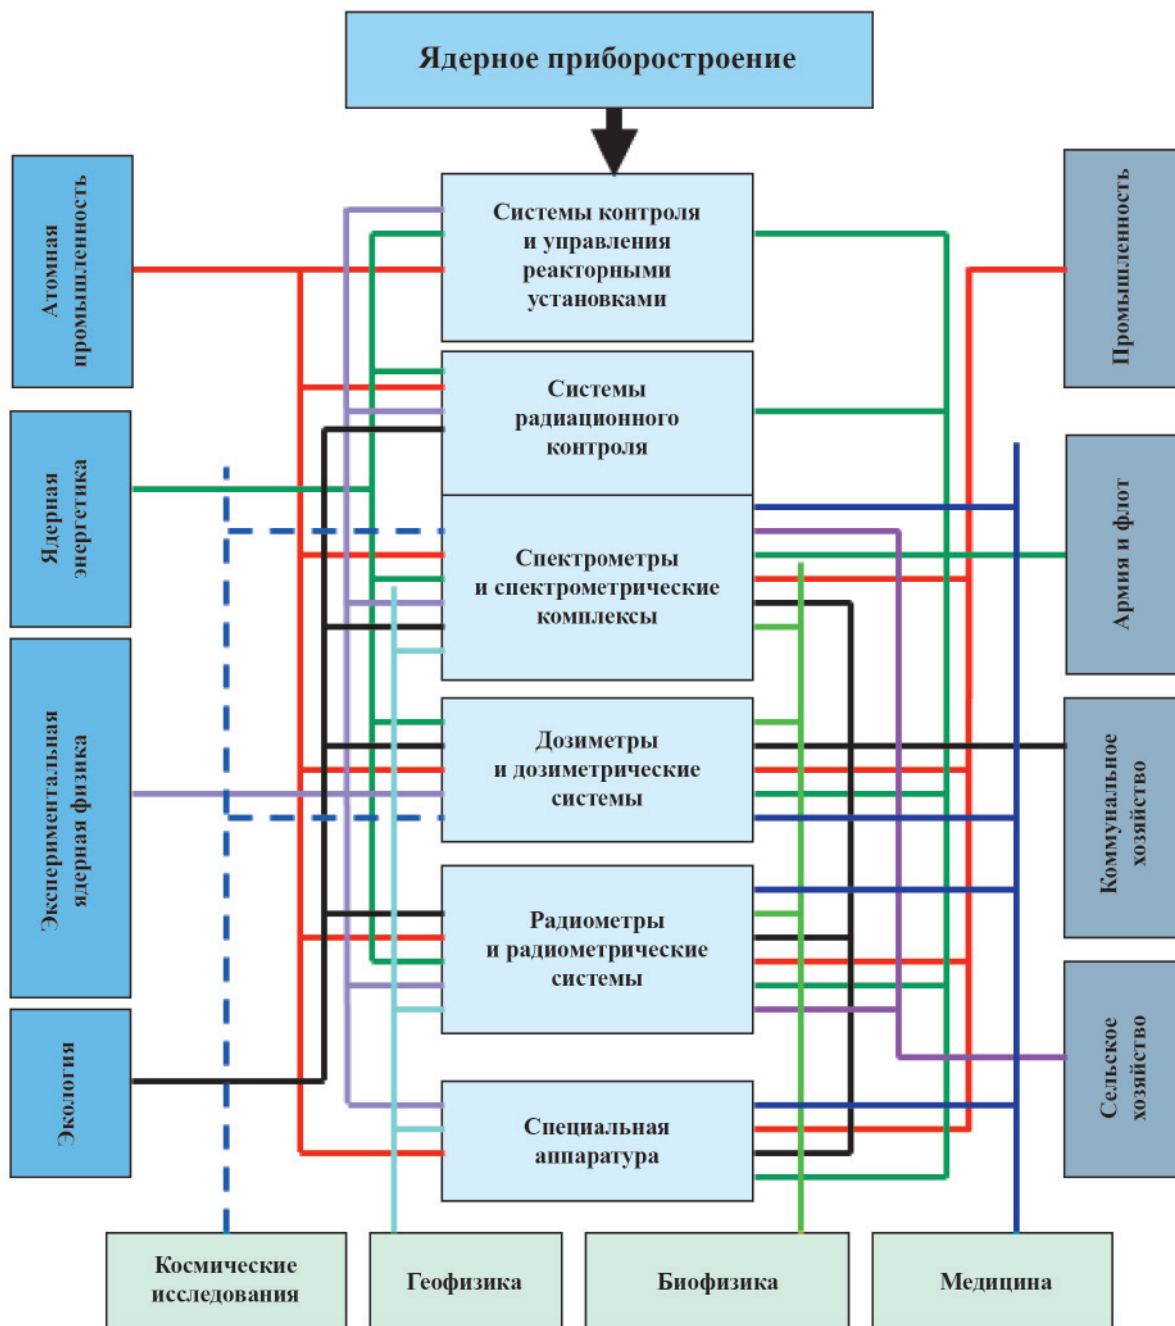 Ядерное приборостроение
Атомная
промышленность
Ядерная
энергетика
Экспериментальная
ядерная физика
Экология
Системы контроля
и управления
реакторными
установками
Системы
радиационного
контроля
Спектрометры
и спектрометрические
комплексы
Дозиметры
и дозиметрические
системы
Радиометры
и радиометрические
системы
Специальная
аппаратура
Промышленность
Армия и флот
Коммунальное
хозяйство
Сельское
хозяйство
Космические
исследования
Геофизика
Биофизика
Медицина